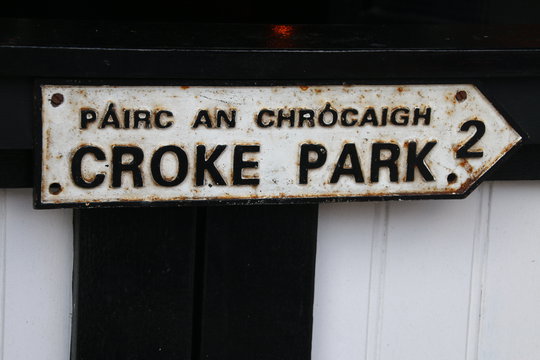 PÁIRC AN CHRÓCAIGH
CROKE PARK 2